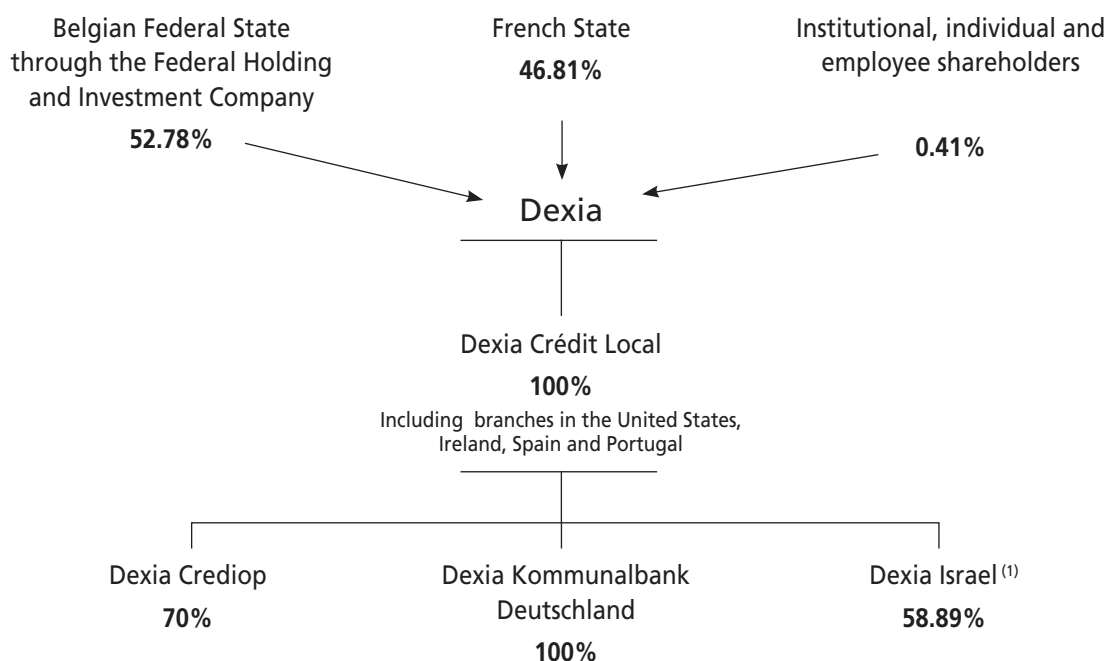 Belgian Federal State
through the Federal Holding
and Investment Company
52.78%
French State
46.81%
Institutional, individual and
employee shareholders
0.41%
Dexia
Dexia Crédit Local
100%
Including branches in the United States,
Ireland, Spain and Portugal
Dexia Crediop
70%
Dexia Kommunalbank
Deutschland
100%
Dexia Israel (1)
58.89%